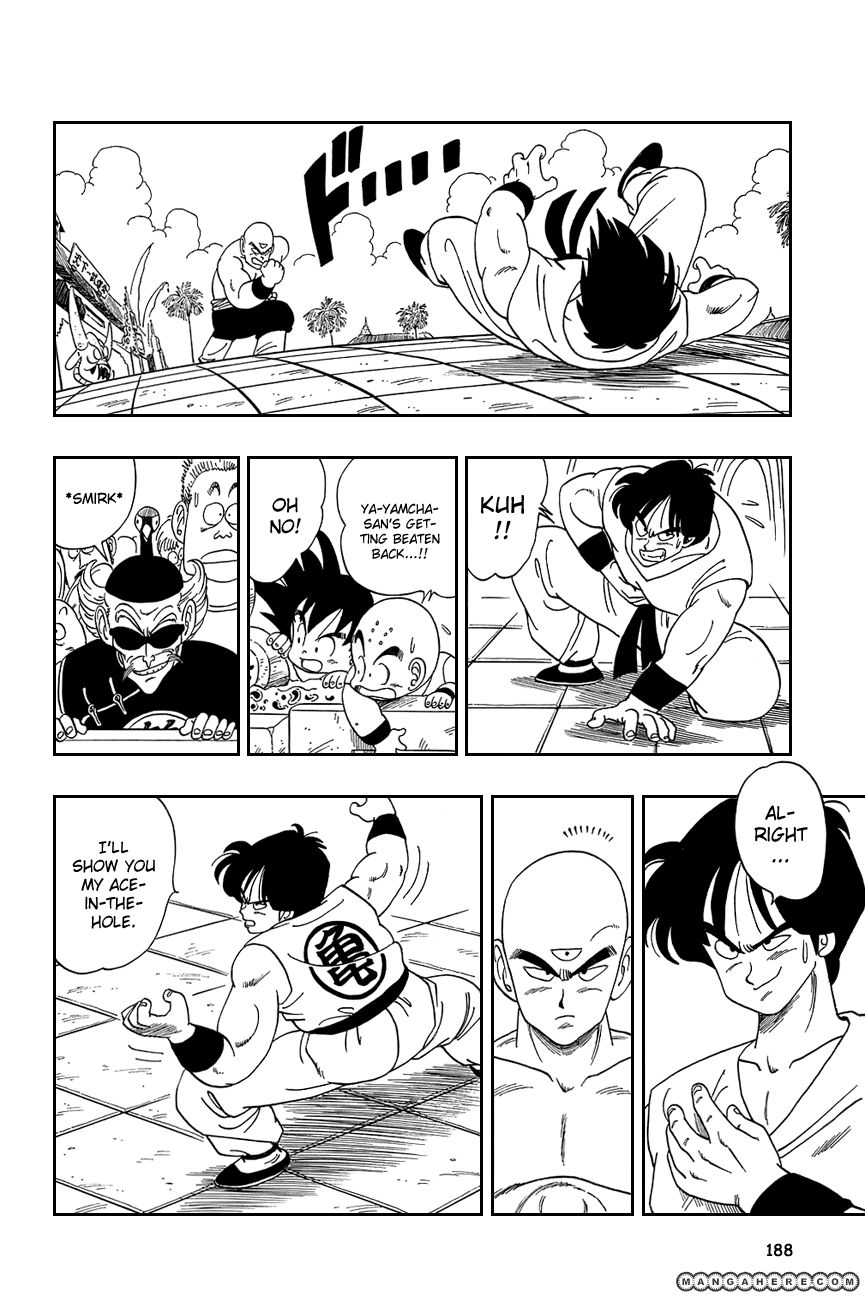 ド....
KUH
!!
YA-YAMCHA-
SAN'S GET-
TING BEATEN
BACK...!!
OH
NO!
*SMIRK*
AL-
RIGHT
...
I'LL
SHOW YOU
MY ACE-
IN-THE-
HOLE.
亀
188
MANGAHERE.COM